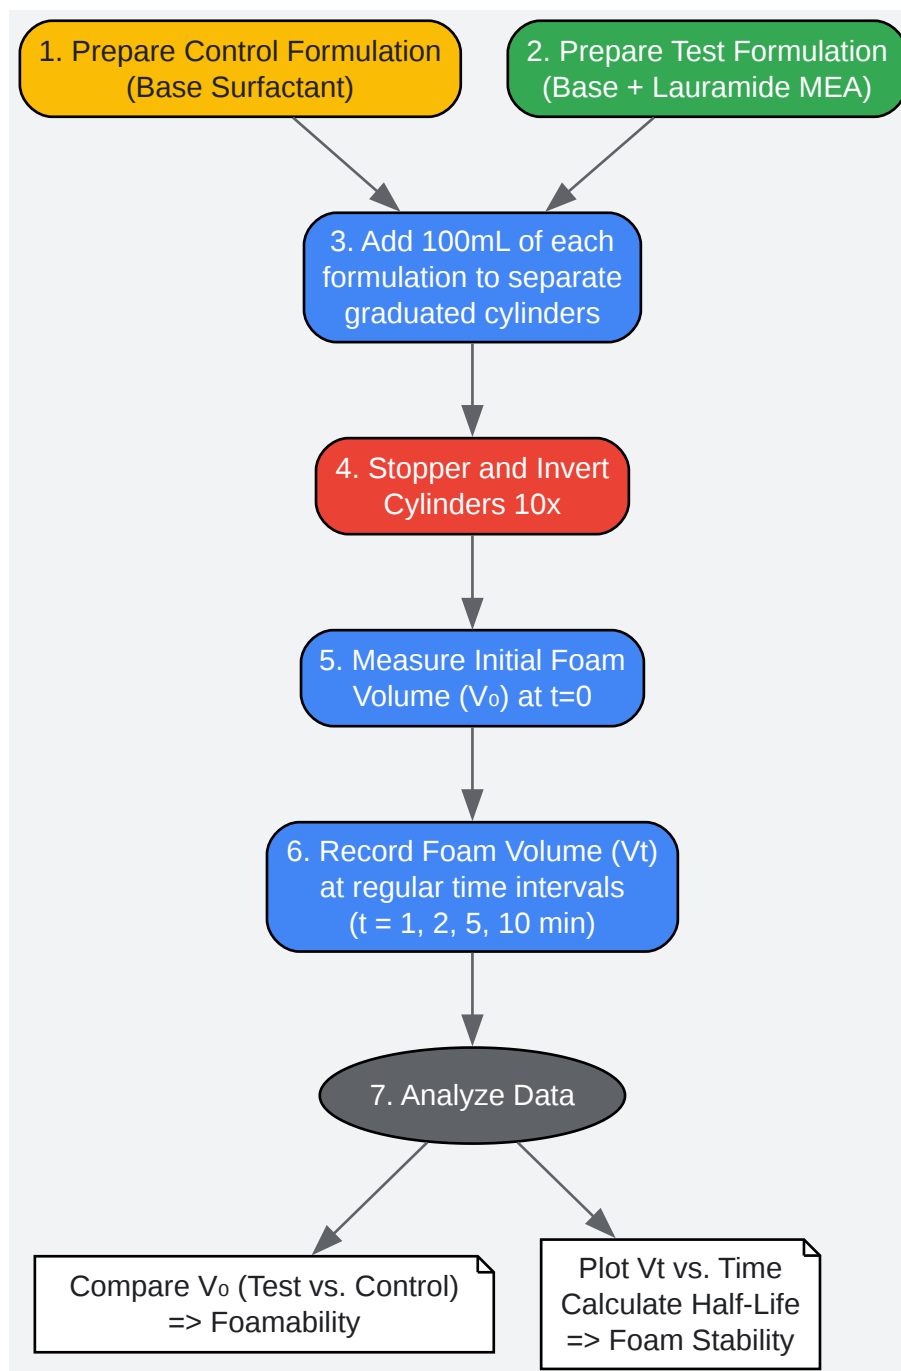 1. Prepare Control Formulation
(Base Surfactant)
2. Prepare Test Formulation
(Base + Lauramide MEA)
3. Add 100mL of each
formulation to separate
graduated cylinders
4. Stopper and Invert
Cylinders 10x
5. Measure Initial Foam
Volume (V₀) at t=0
6. Record Foam Volume (Vt)
at regular time intervals
(t = 1, 2, 5, 10 min)
7. Analyze Data
Compare V₀ (Test vs. Control)
=> Foamability
Plot Vt vs. Time
Calculate Half-Life
=> Foam Stability